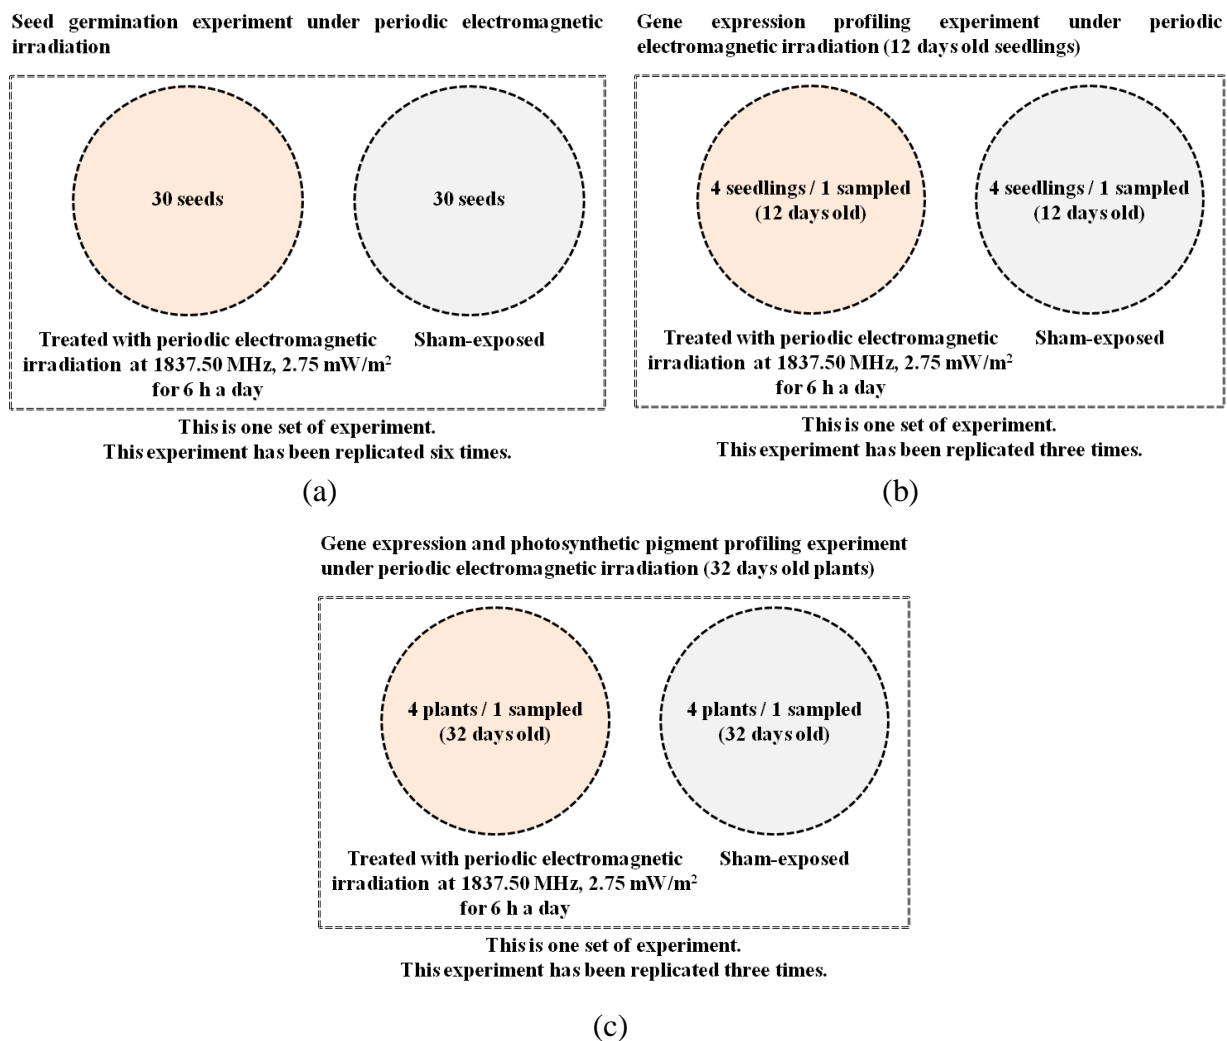 Seed germination experiment under periodic electromagnetic
irradiation
30 seeds
30 seeds
Treated with periodic electromagnetic
irradiation at 1837.50 MHz, 2.75 mW/m²
for 6 h a day
Sham-exposed
This is one set of experiment.
This experiment has been replicated six times.
(a)
Gene expression profiling experiment under periodic
electromagnetic irradiation (12 days old seedlings)
4 seedlings / 1 sampled
(12 days old)
4 seedlings / 1 sampled
(12 days old)
Treated with periodic electromagnetic
irradiation at 1837.50 MHz, 2.75 mW/m²
for 6 h a day
Sham-exposed
This is one set of experiment.
This experiment has been replicated three times.
(b)
Gene expression and photosynthetic pigment profiling experiment
under periodic electromagnetic irradiation (32 days old plants)
4 plants / 1 sampled
(32 days old)
4 plants / 1 sampled
(32 days old)
Treated with periodic electromagnetic
irradiation at 1837.50 MHz, 2.75 mW/m²
for 6 h a day
Sham-exposed
This is one set of experiment.
This experiment has been replicated three times.
(c)